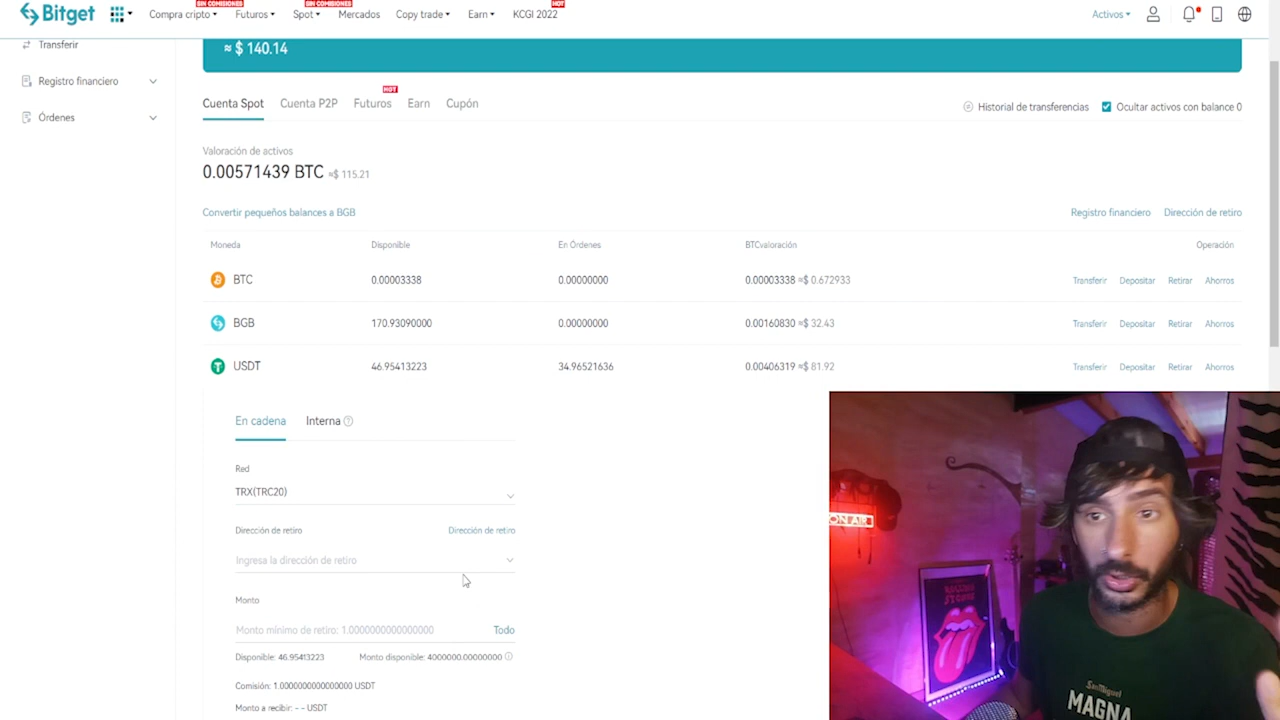 Bitget
SIN COMISIONES SIN COMISIONES HOT
Compra cripto Futuros Spot Mercados Copy trade Earn KCGI 2022 Activos
Transferir
Registro financiero
Órdenes
≈ $ 140.14
HOT
Cuenta Spot Cuenta P2P Futuros Earn Cupón Historial de transferencias Ocultar activos con balance 0
Valoración de activos
0.00571439 BTC ≈$ 115.21
Convertir pequeños balances a BGB Registro financiero Dirección de retiro
Moneda Disponible En Órdenes BTCvaloración Operación
BTC 0.00003338 0.00000000 0.00003338 ≈$ 0.672933 Transferir Depositar Retirar Ahorros
BGB 170.93090000 0.00000000 0.00160830 ≈$ 32.43 Transferir Depositar Retirar Ahorros
USDT 46.95413223 34.96521636 0.00406319 ≈$ 81.92 Transferir Depositar Retirar Ahorros
En cadena Interna
Red
TRX(TRC20)
Dirección de retiro Dirección de retiro
Ingresa la dirección de retiro
Monto
Monto mínimo de retiro: 1.0000000000000000 Todo
Disponible: 46.95413223 Monto disponible: 4000000.00000000
Comisión: 1.0000000000000000 USDT
Monto a recibir: - - USDT
ON AIR
San Miguel
MAGNA